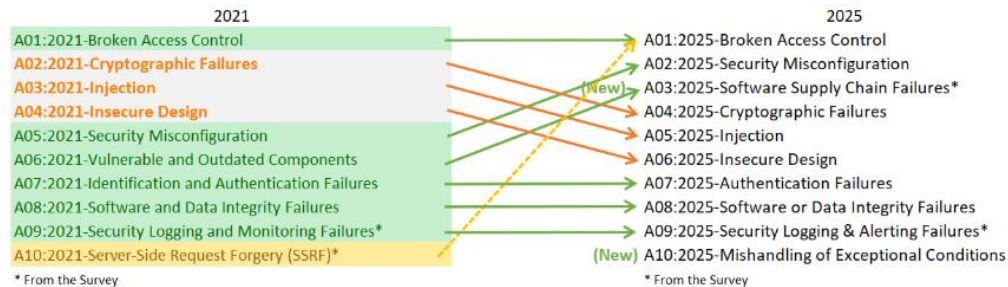 2021
2025
A01:2021-Broken Access Control
A01:2025-Broken Access Control
A02:2021-Cryptographic Failures
A02:2025-Security Misconfiguration
A03:2021-Injection
(New) A03:2025-Software Supply Chain Failures*
A04:2021-Insecure Design
A04:2025-Cryptographic Failures
A05:2021-Security Misconfiguration
A05:2025-Injection
A06:2021-Vulnerable and Outdated Components
A06:2025-Insecure Design
A07:2021-Identification and Authentication Failures
A07:2025-Authentication Failures
A08:2021-Software and Data Integrity Failures
A08:2025-Software or Data Integrity Failures
A09:2021-Security Logging and Monitoring Failures*
A09:2025-Security Logging & Alerting Failures*
A10:2021-Server-Side Request Forgery (SSRF)*
(New) A10:2025-Mishandling of Exceptional Conditions
* From the Survey
* From the Survey